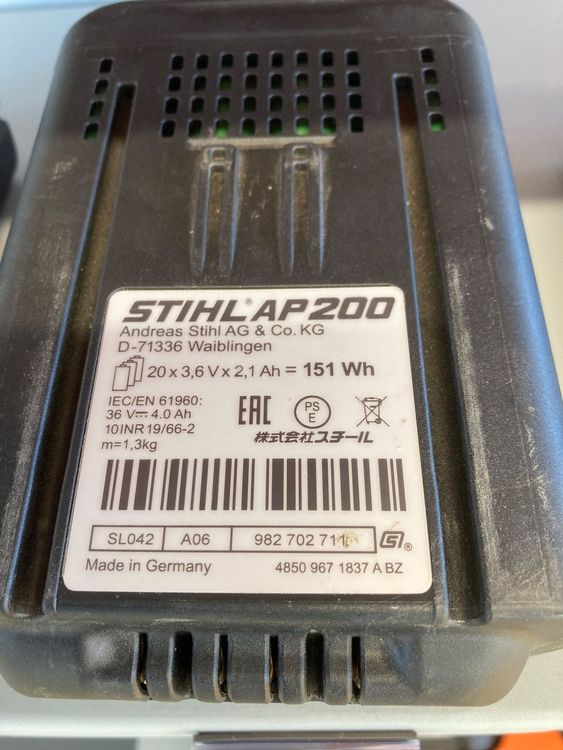 STIHL® AP200
Andreas Stihl AG & Co. KG
D-71336 Waiblingen
20 x 3,6 V x 2,1 Ah = 151 Wh
IEC/EN 61960:
36 V⎓ 4.0 Ah
10INR19/66-2
m=1,3kg
EAC
PS
E
株式会社スチール
SL042 A06 982 702
Made in Germany
4850 967 1837 A BZ